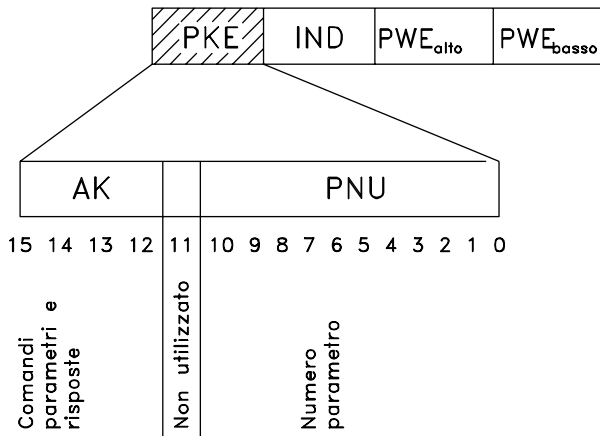 PKE IND PWEalto PWEbasso
AK PNU
15 14 13 12 11 10 9 8 7 6 5 4 3 2 1 0
Comandi
parametri e
risposte
Non utilizzato
Numero
parametro